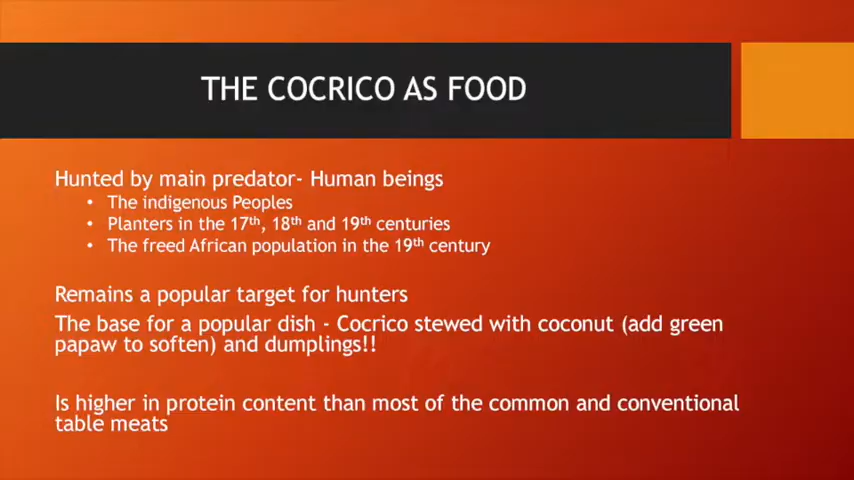 THE COCRICO AS FOOD
Hunted by main predator- Human beings
• The indigenous Peoples
• Planters in the 17th, 18th and 19th centuries
• The freed African population in the 19th century
Remains a popular target for hunters
The base for a popular dish - Cocrico stewed with coconut (add green
papaw to soften) and dumplings!!
Is higher in protein content than most of the common and conventional
table meats